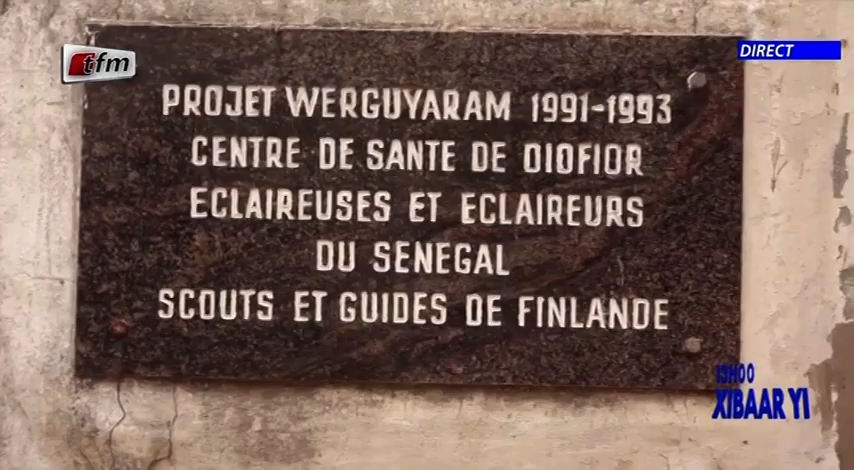 tfm
DIRECT
PROJET WERGUYARAM 1991-1993
CENTRE DE SANTE DE DIOFIOR
ECLAIREUSES ET ECLAIREURS
DU SENEGAL
SCOUTS ET GUIDES DE FINLANDE
13H00
XIBAAR YI